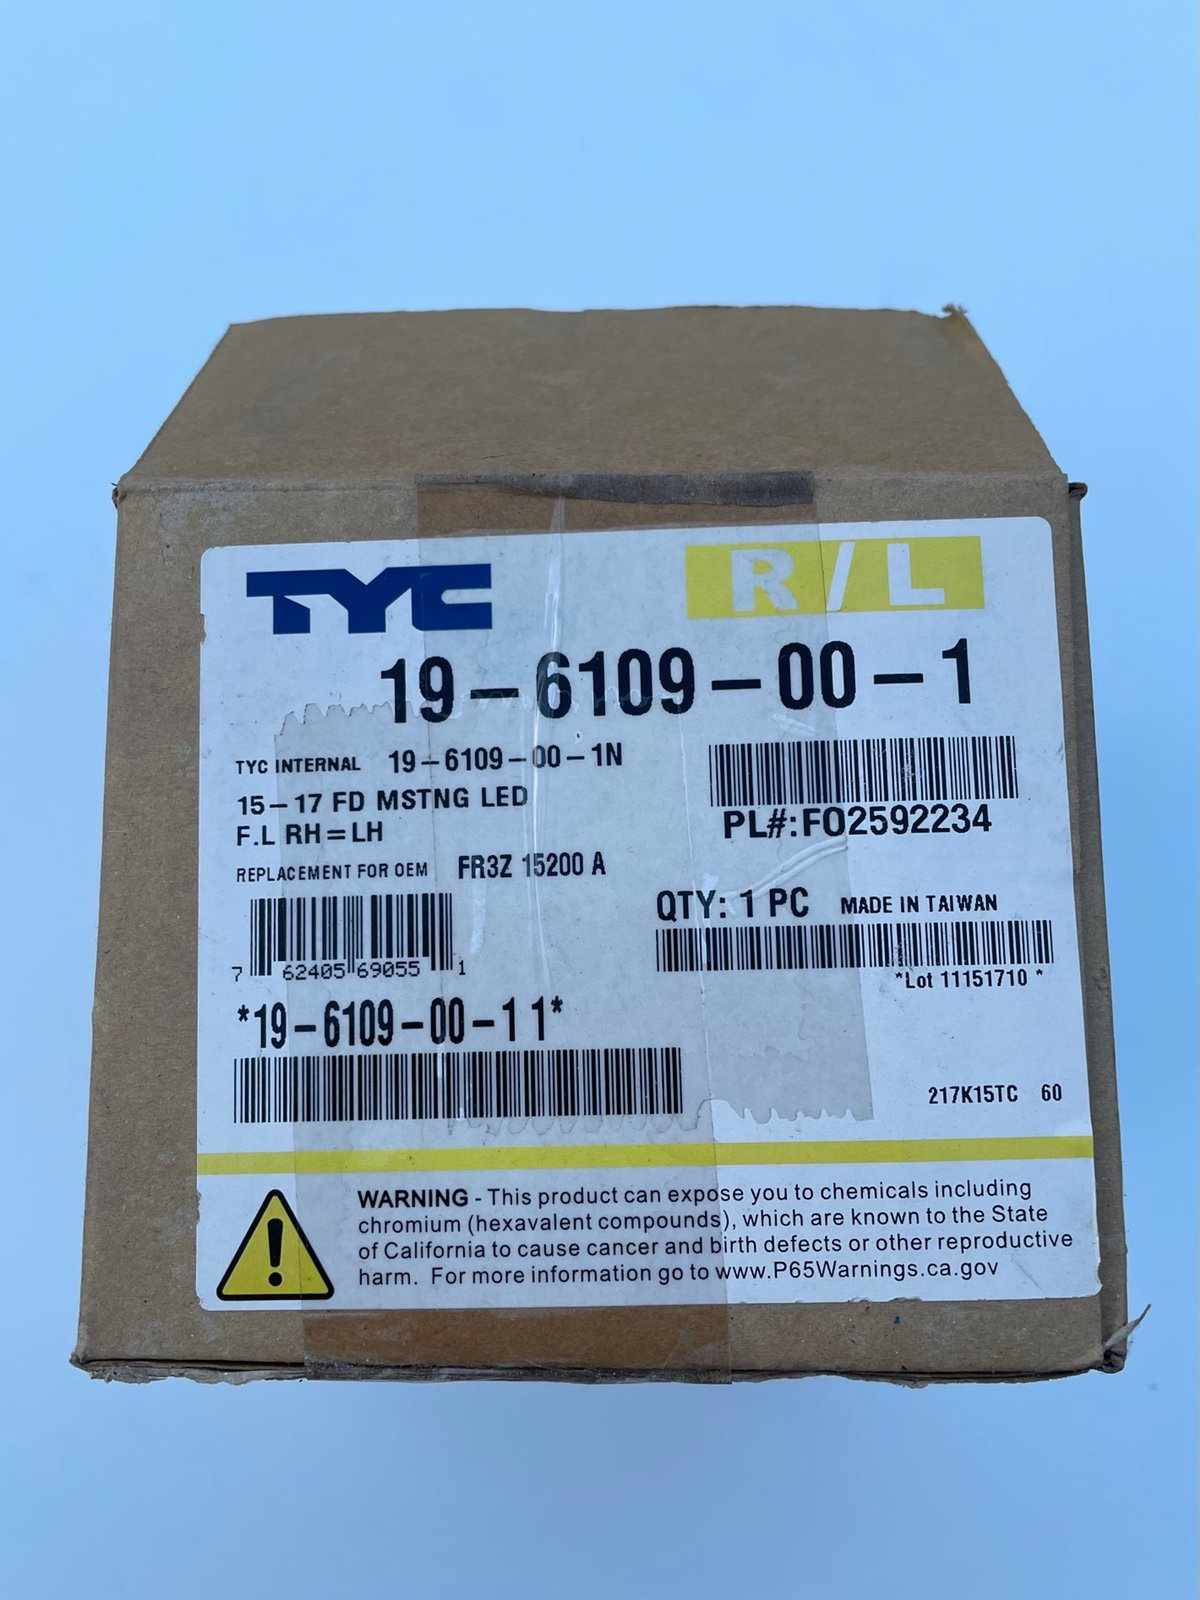 TYC
R/L
19-6109-00-1
TYC INTERNAL 19-6109-00-1N
15-17 FD MSTNG LED
F.L RH=LH
PL#:FO2592234
REPLACEMENT FOR OEM FR3Z 15200 A
QTY: 1 PC MADE IN TAIWAN
7 62405 69055 1
*Lot 11151710 *
*19-6109-00-1 1*
217K15TC 60
WARNING - This product can expose you to chemicals including
chromium (hexavalent compounds), which are known to the State
of California to cause cancer and birth defects or other reproductive
harm. For more information go to www.P65Warnings.ca.gov